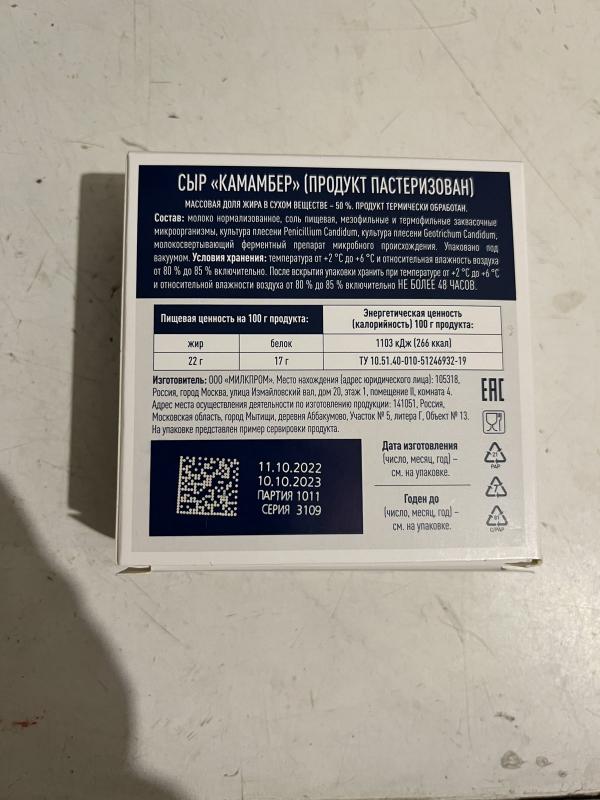 СЫР «КАМАМБЕР» (ПРОДУКТ ПАСТЕРИЗОВАН)
МАССОВАЯ ДОЛЯ ЖИРА В СУХОМ ВЕЩЕСТВЕ – 50 %. ПРОДУКТ ТЕРМИЧЕСКИ ОБРАБОТАН.
Состав: молоко нормализованное, соль пищевая, мезофильные и термофильные заквасочные
микроорганизмы, культура плесени Penicillium Candidum, культура плесени Geotrichum Candidum,
молокосвертывающий ферментный препарат микробного происхождения. Упаковано под
вакуумом. Условия хранения: температура от +2 °С до +6 °С и относительная влажность воздуха
от 80 % до 85 % включительно. После вскрытия упаковки хранить при температуре от +2 °С до +6 °С
и относительной влажности воздуха от 80 % до 85 % включительно НЕ БОЛЕЕ 48 ЧАСОВ.
Пищевая ценность на 100 г продукта:
Энергетическая ценность
(калорийность) 100 г продукта:
жир белок 1103 кДж (266 ккал)
22 г 17 г ТУ 10.51.40-010-51246932-19
Изготовитель: ООО «МИЛКПРОМ». Место нахождения (адрес юридического лица): 105318,
Россия, город Москва, улица Измайловский вал, дом 20, этаж 1, помещение II, комната 4.
Адрес места осуществления деятельности по изготовлению продукции: 141051, Россия,
Московская область, город Мытищи, деревня Аббакумово, Участок № 5, литера Г, Объект № 13.
На упаковке представлен пример сервировки продукта.
EAC
11.10.2022
10.10.2023
ПАРТИЯ 1011
СЕРИЯ 3109
Дата изготовления
(число, месяц, год) –
см. на упаковке.
Годен до
(число, месяц, год) –
см. на упаковке.
21
PAP
7
81
C/PAP